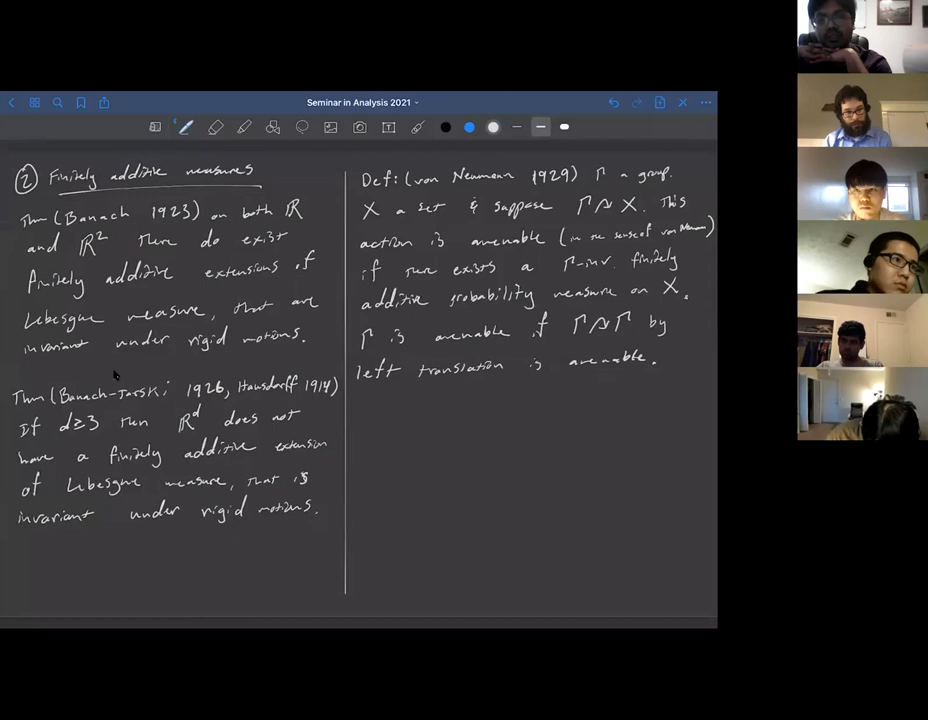 Seminar in Analysis 2021
② Finitely additive measures
Thm (Banach 1923) on both ℝ
and ℝ² there do exist
finitely additive extensions of
Lebesgue measure, that are
invariant under rigid motions.
Thm (Banach-Tarski 1926, Hausdorff 1914)
If d≥3 then ℝᵈ does not
have a finitely additive extension
of Lebesgue measure, that is
invariant under rigid motions.
Def: (von Neumann 1929) Γ a group.
X a set & suppose Γ↷X. This
action is amenable (in the sense of von Neumann)
if there exists a Γ-inv. finitely
additive probability measure on X.
Γ is amenable if Γ↷Γ by
left translation is amenable.